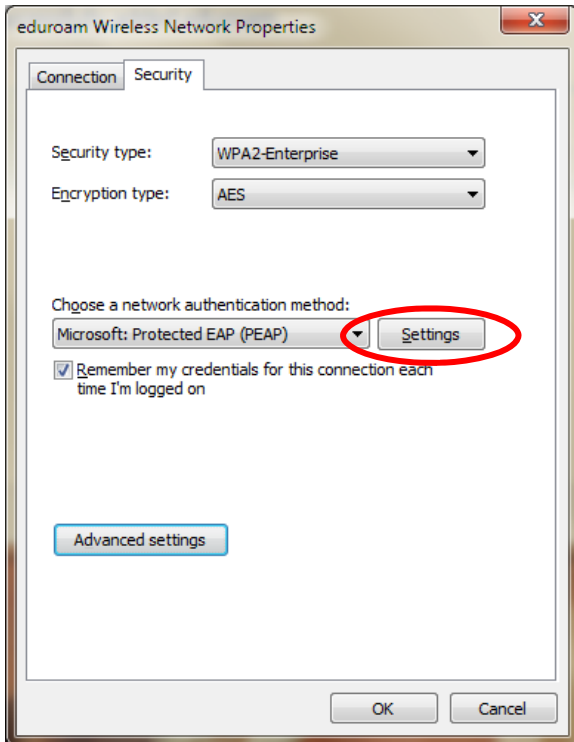 eduroam Wireless Network Properties
Connection
Security
Security type:
WPA2-Enterprise
Encryption type:
AES
Choose a network authentication method:
Microsoft: Protected EAP (PEAP)
Settings
Remember my credentials for this connection each
time I'm logged on
Advanced settings
OK
Cancel